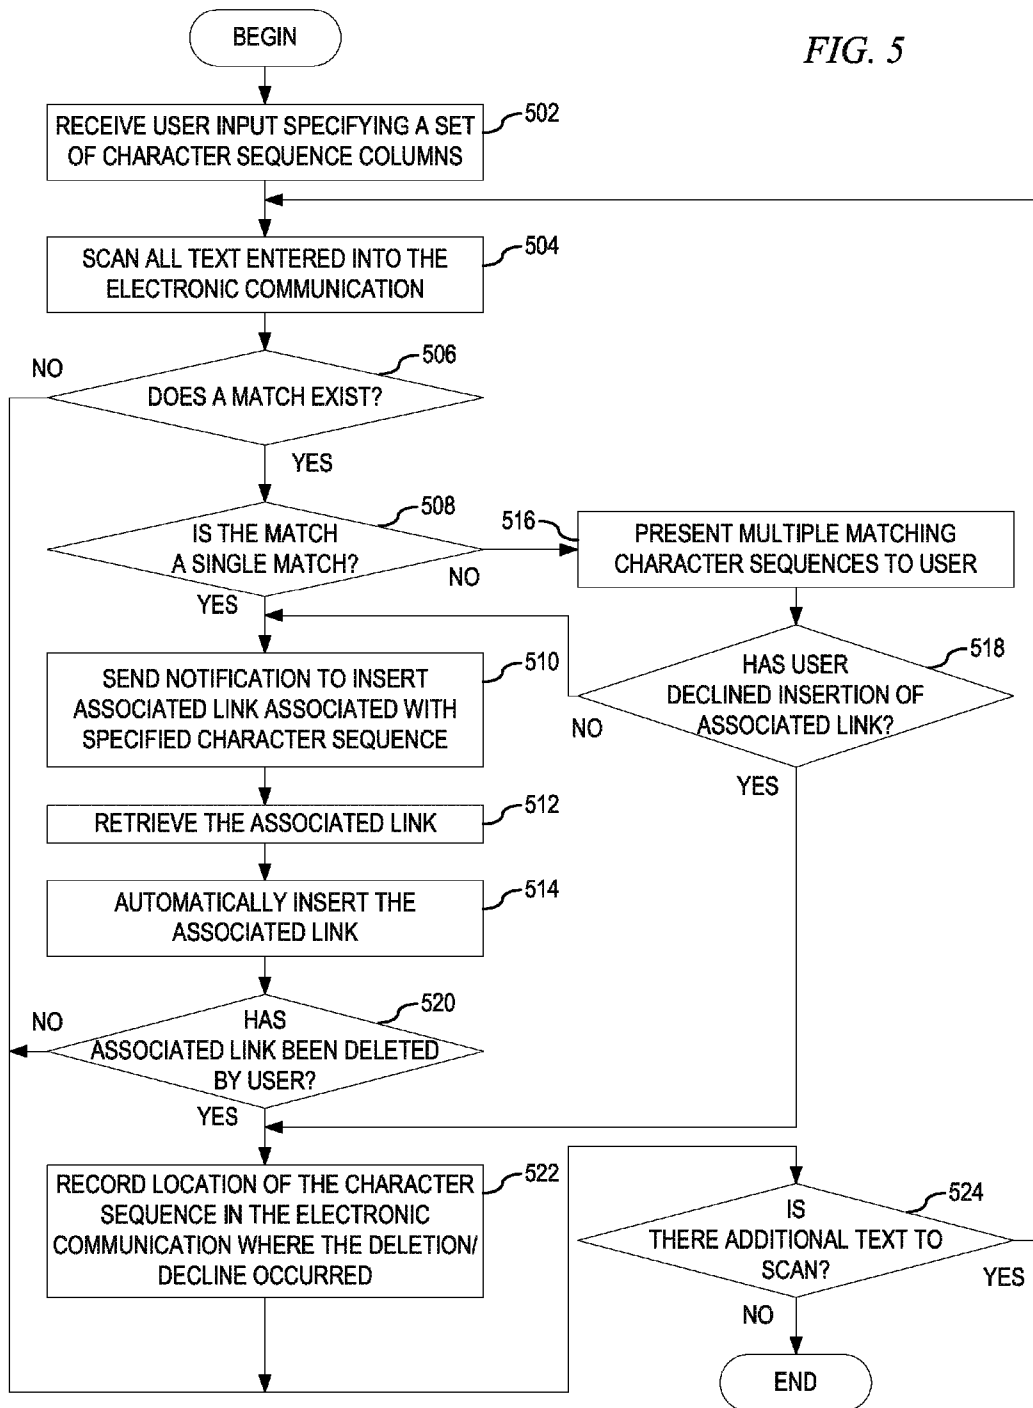 BEGIN
FIG. 5
502
RECEIVE USER INPUT SPECIFYING A SET
OF CHARACTER SEQUENCE COLUMNS
504
SCAN ALL TEXT ENTERED INTO THE
ELECTRONIC COMMUNICATION
506
NO
DOES A MATCH EXIST?
YES
508
IS THE MATCH
A SINGLE MATCH?
NO
YES
516
PRESENT MULTIPLE MATCHING
CHARACTER SEQUENCES TO USER
518
HAS USER
DECLINED INSERTION OF
ASSOCIATED LINK?
NO
YES
510
SEND NOTIFICATION TO INSERT
ASSOCIATED LINK ASSOCIATED WITH
SPECIFIED CHARACTER SEQUENCE
512
RETRIEVE THE ASSOCIATED LINK
514
AUTOMATICALLY INSERT THE
ASSOCIATED LINK
520
NO
HAS
ASSOCIATED LINK BEEN DELETED
BY USER?
YES
522
RECORD LOCATION OF THE CHARACTER
SEQUENCE IN THE ELECTRONIC
COMMUNICATION WHERE THE DELETION/
DECLINE OCCURRED
524
IS
THERE ADDITIONAL TEXT TO
SCAN?
YES
NO
END